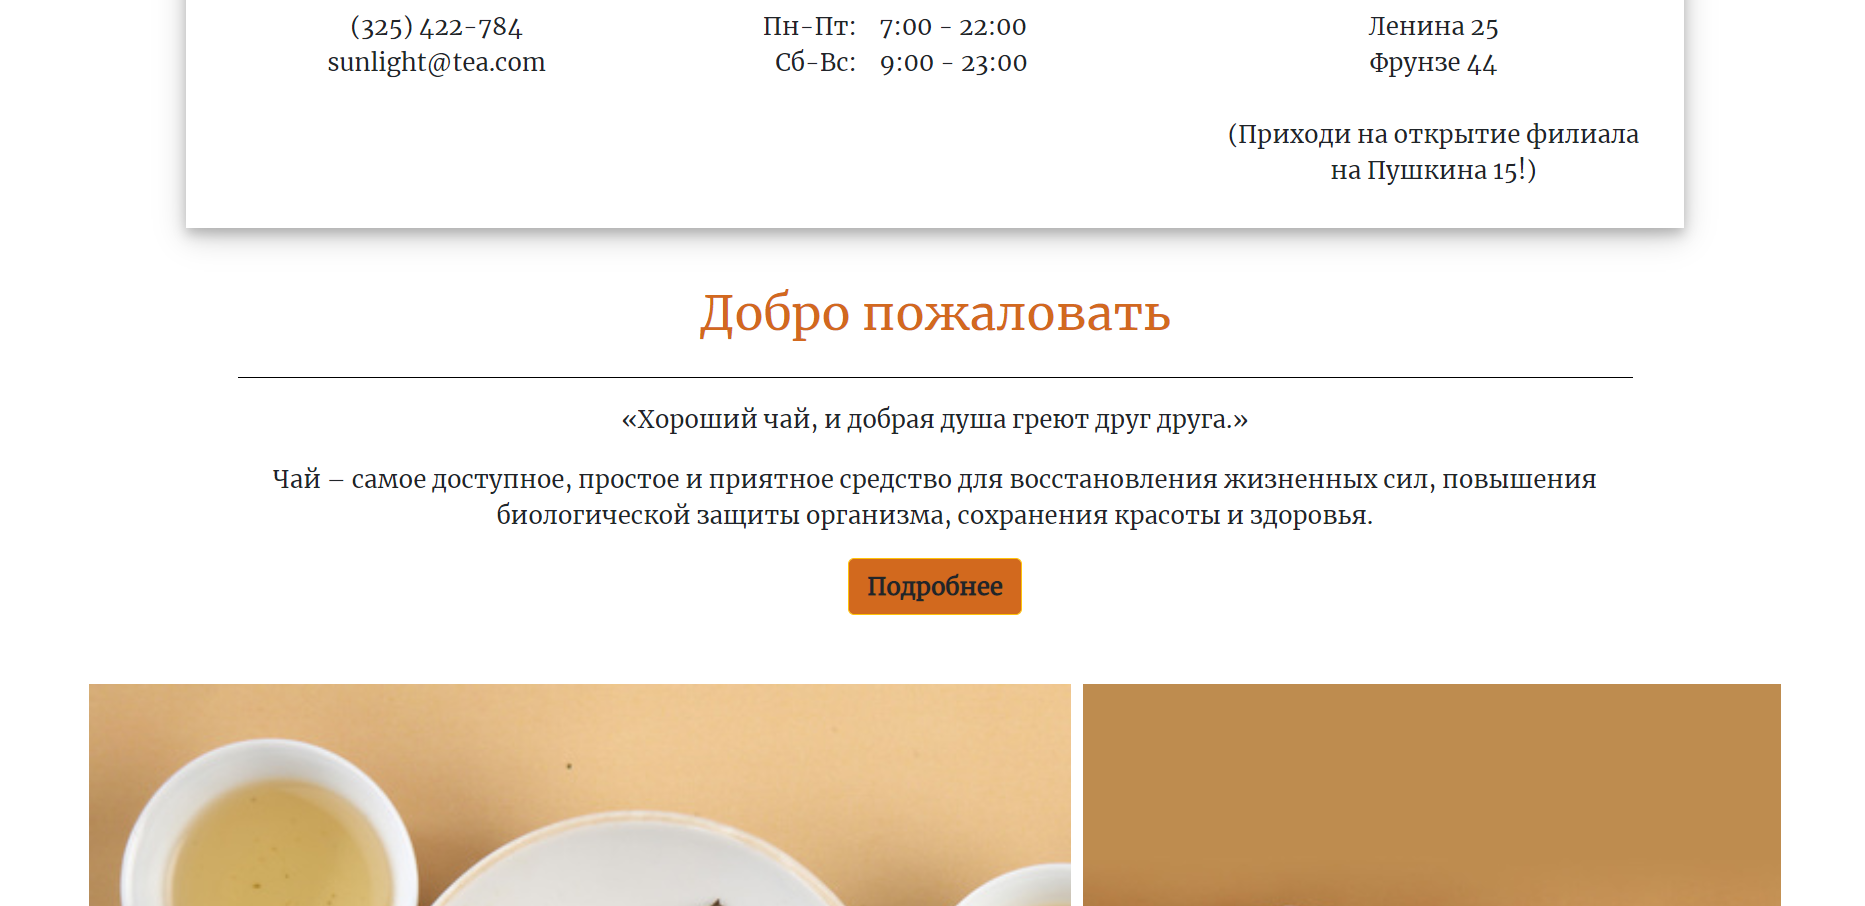 (325) 422-784
sunlight@tea.com
Пн-Пт: 7:00 - 22:00
Сб-Вс: 9:00 - 23:00
Ленина 25
Фрунзе 44
(Приходи на открытие филиала
на Пушкина 15!)
Добро пожаловать
«Хороший чай, и добрая душа греют друг друга.»
Чай – самое доступное, простое и приятное средство для восстановления жизненных сил, повышения
биологической защиты организма, сохранения красоты и здоровья.
Подробнее